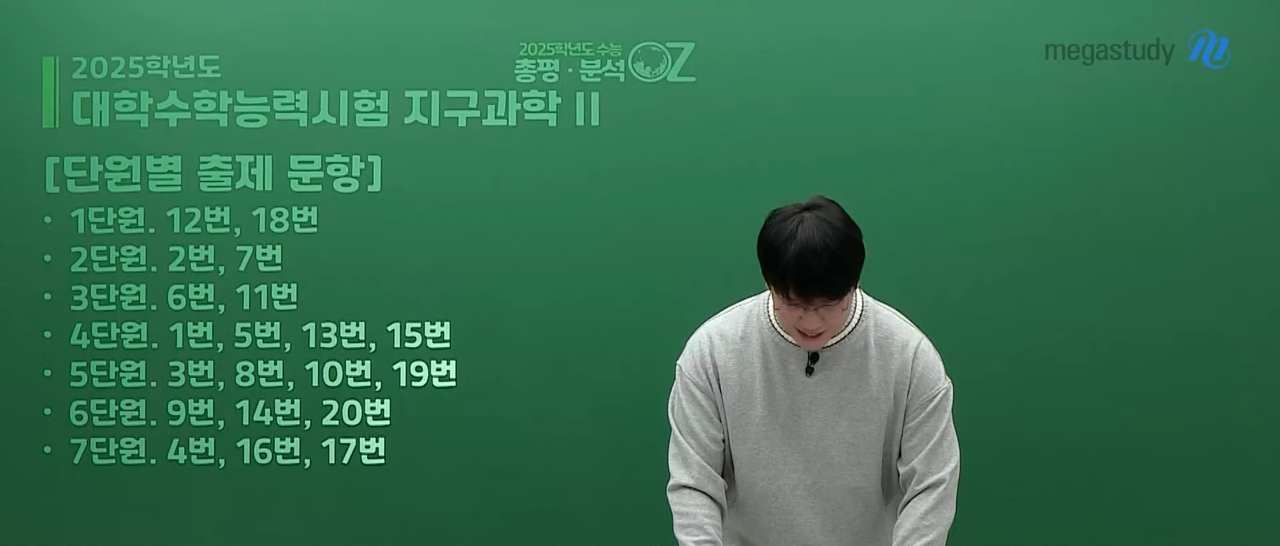 2025학년도
대학수학능력시험 지구과학 II
2025학년도 수능
총평 · 분석 OZ
megastudy
[단원별 출제 문항]
• 1단원. 12번, 18번
• 2단원. 2번, 7번
• 3단원. 6번, 11번
• 4단원. 1번, 5번, 13번, 15번
• 5단원. 3번, 8번, 10번, 19번
• 6단원. 9번, 14번, 20번
• 7단원. 4번, 16번, 17번